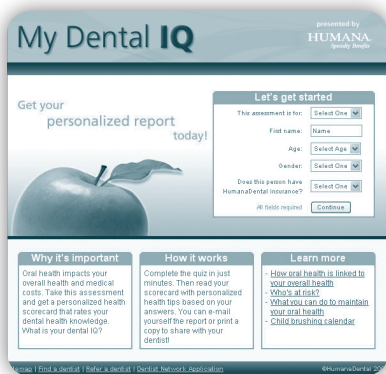 My Dental IQ
presented by
HUMANA
Specialty Benefits
Get your
personalized report
today!
Let's get started
This assessment is for: Select One
First name: Name
Age: Select Age
Gender: Select One
Does this person have
HumanaDental insurance? Select One
All fields required Continue
Why it's important
Oral health impacts your
overall health and medical
costs. Take this assessment
and get a personalized health
scorecard that rates your
dental health knowledge.
What is your dental IQ?
How it works
Complete the quiz in just
minutes. Then read your
scorecard with personalized
health tips based on your
answers. You can e-mail
yourself the report or print a
copy to share with your
dentist!
Learn more
- How oral health is linked to
your overall health
- Who's at risk?
- What you can do to maintain
your oral health
- Child brushing calendar
| Find a dentist | Refer a dentist | Dentist Network Application
©HumanaDental